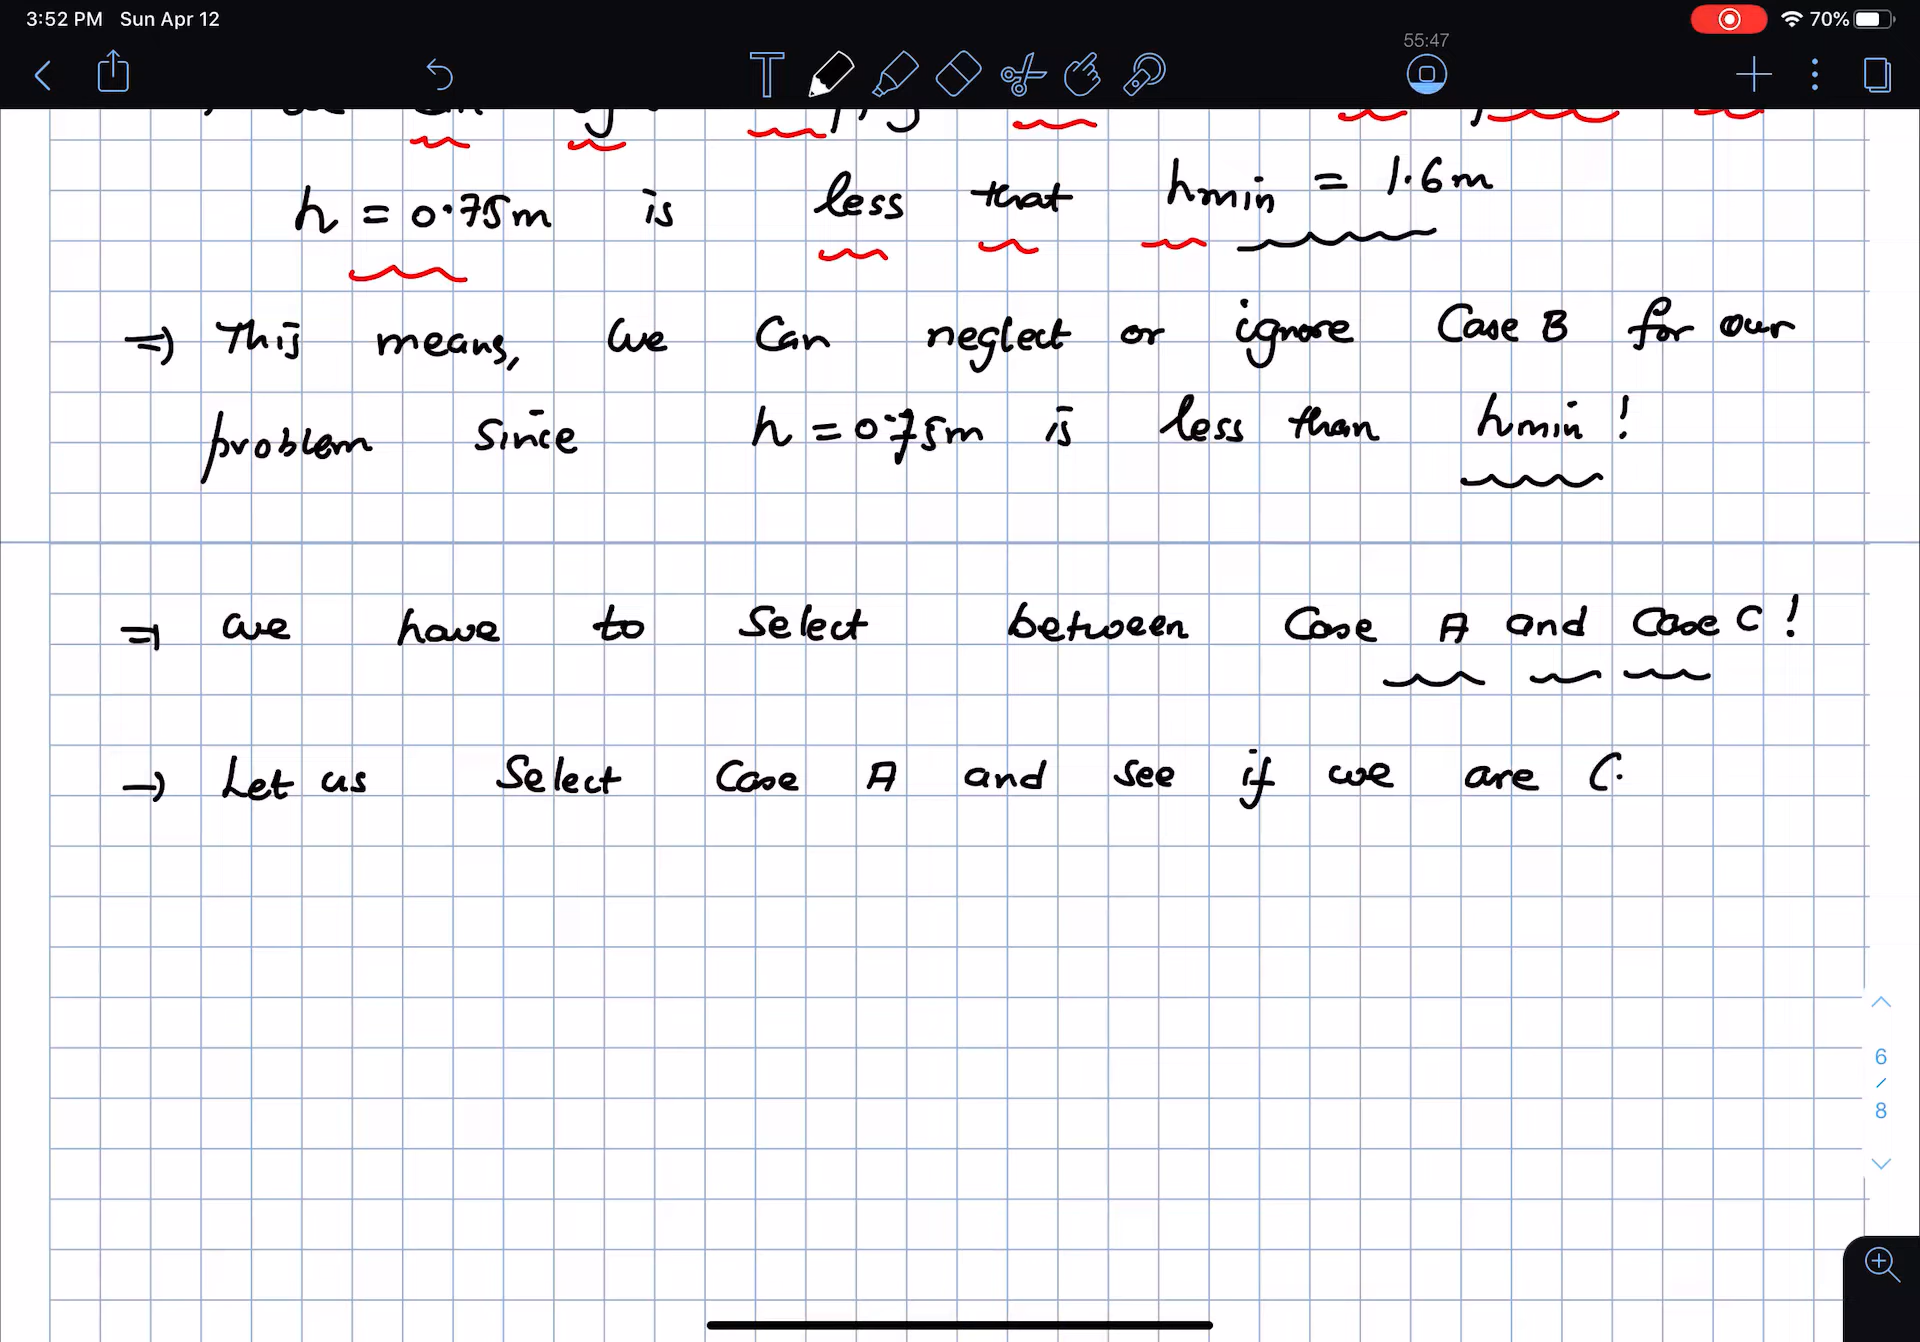 3:52 PM Sun Apr 12
70%
55:47
h = 0.75m is less that hmin = 1.6m
=) This means, we can neglect or ignore Case B for our
problem since h = 0.75m is less than hmin!
=) we have to select between Case A and Case C!
→ Let us select Case A and see if we are C
6
/
8